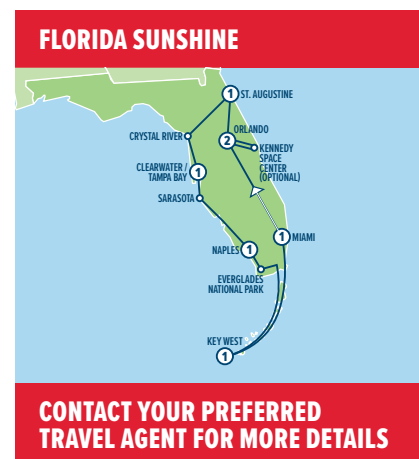 FLORIDA SUNSHINE
1 ST. AUGUSTINE
ORLANDO
2
CRYSTAL RIVER
KENNEDY
SPACE
CENTER
(OPTIONAL)
CLEARWATER /
TAMPA BAY
1
SARASOTA
1 MIAMI
NAPLES 1
EVERGLADES
NATIONAL PARK
KEY WEST
1
CONTACT YOUR PREFERRED
TRAVEL AGENT FOR MORE DETAILS